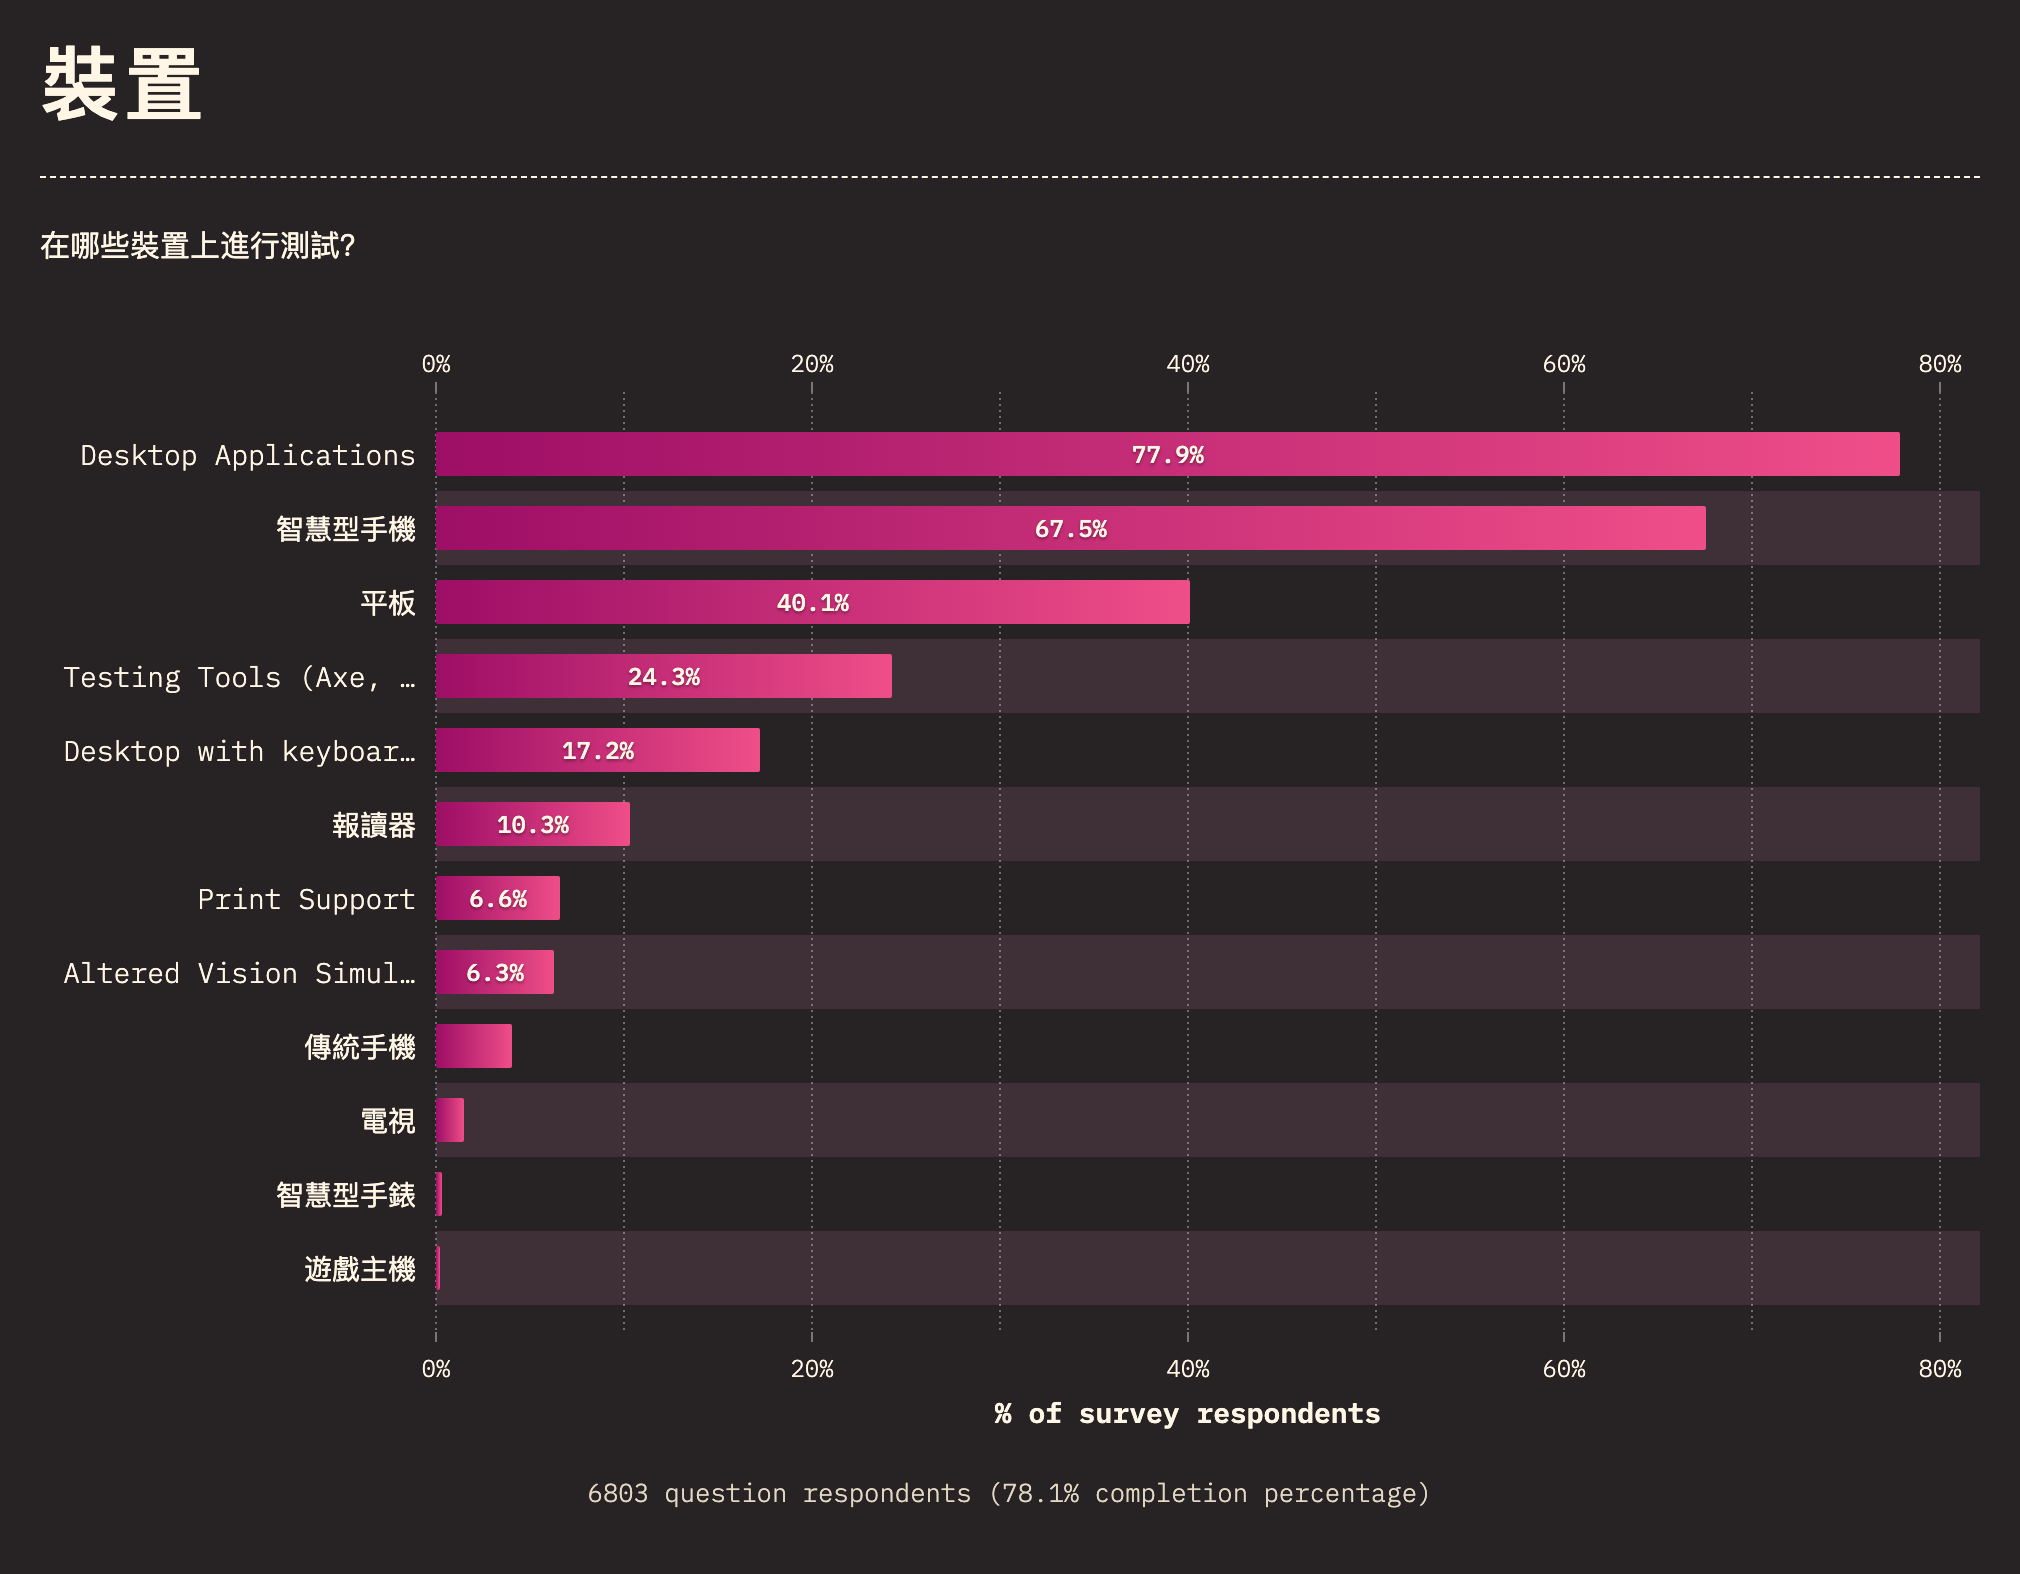 裝置
在哪些裝置上進行測試?
0% 20% 40% 60% 80%
Desktop Applications 77.9%
智慧型手機 67.5%
平板 40.1%
Testing Tools (Axe, … 24.3%
Desktop with keyboar… 17.2%
報讀器 10.3%
Print Support 6.6%
Altered Vision Simul… 6.3%
傳統手機
電視
智慧型手錶
遊戲主機
0% 20% 40% 60% 80%
% of survey respondents
6803 question respondents (78.1% completion percentage)